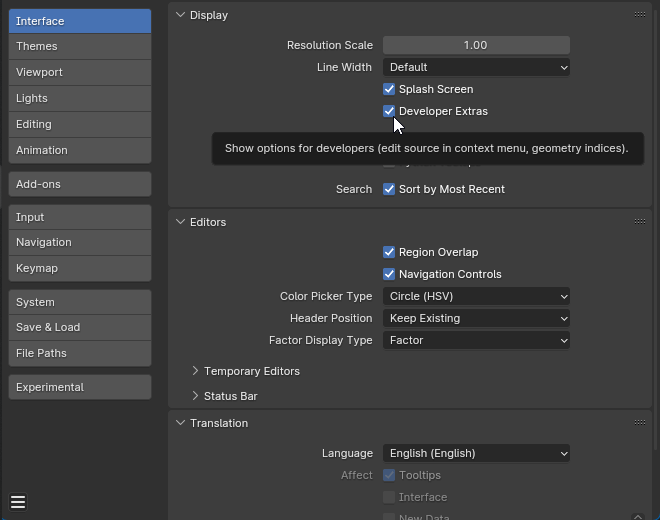 Interface
Themes
Viewport
Lights
Editing
Animation
Add-ons
Input
Navigation
Keymap
System
Save & Load
File Paths
Experimental
Display
Resolution Scale 1.00
Line Width Default
Splash Screen
Developer Extras
Show options for developers (edit source in context menu, geometry indices).
Search Sort by Most Recent
Editors
Region Overlap
Navigation Controls
Color Picker Type Circle (HSV)
Header Position Keep Existing
Factor Display Type Factor
Temporary Editors
Status Bar
Translation
Language English (English)
Affect Tooltips
Interface
New Data